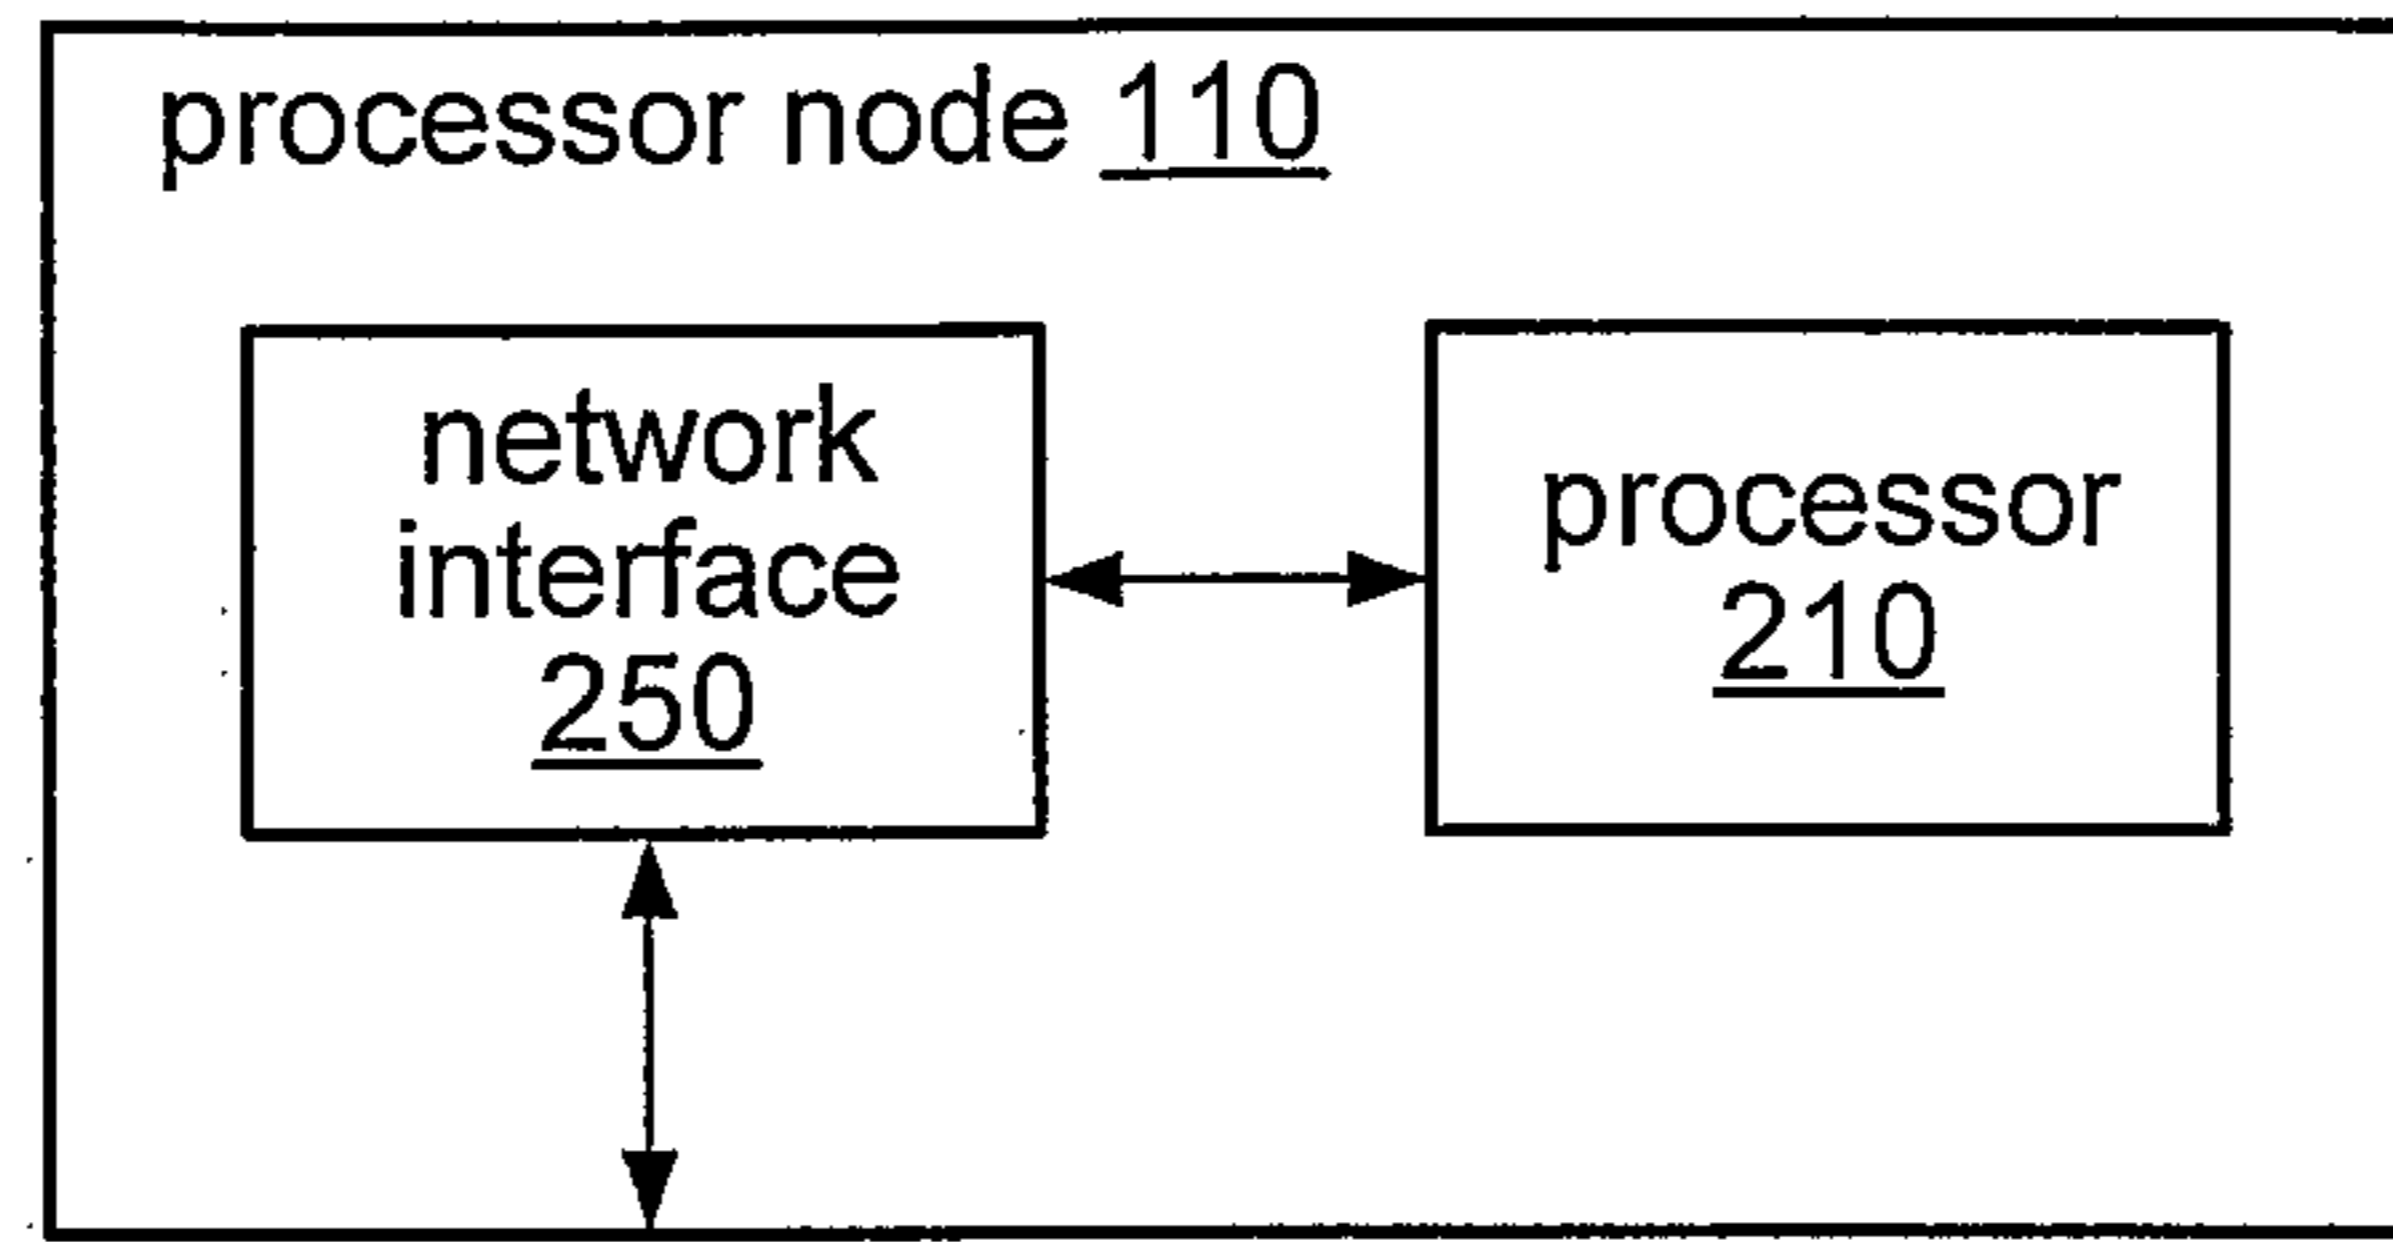 processor node 110
network
interface
250
processor
210